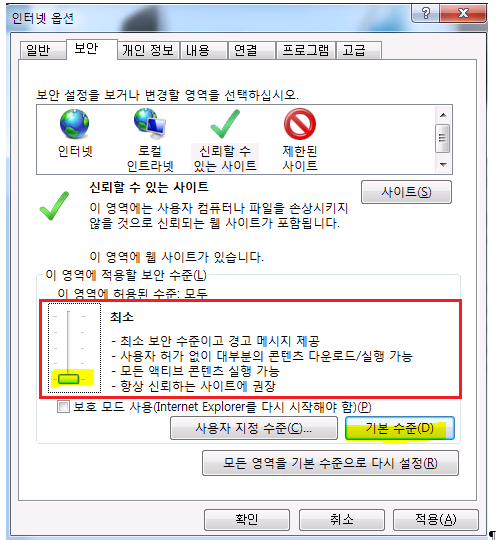 인터넷 옵션
일반 보안 개인 정보 내용 연결 프로그램 고급
보안 설정을 보거나 변경할 영역을 선택하십시오.
인터넷
로컬
인트라넷
신뢰할 수
있는 사이트
제한된
사이트
신뢰할 수 있는 사이트
사이트(S)
이 영역에는 사용자 컴퓨터나 파일을 손상시키지
않을 것으로 신뢰되는 웹 사이트가 포함됩니다.
이 영역에 웹 사이트가 있습니다.
이 영역에 적용할 보안 수준(L)
이 영역에 허용된 수준: 모두
최소
- 최소 보안 수준이고 경고 메시지 제공
- 사용자 허가 없이 대부분의 콘텐츠 다운로드/실행 가능
- 모든 액티브 콘텐츠 실행 가능
- 항상 신뢰하는 사이트에 권장
보호 모드 사용(Internet Explorer를 다시 시작해야 함)(P)
사용자 지정 수준(C)... 기본 수준(D)
모든 영역을 기본 수준으로 다시 설정(R)
확인 취소 적용(A)